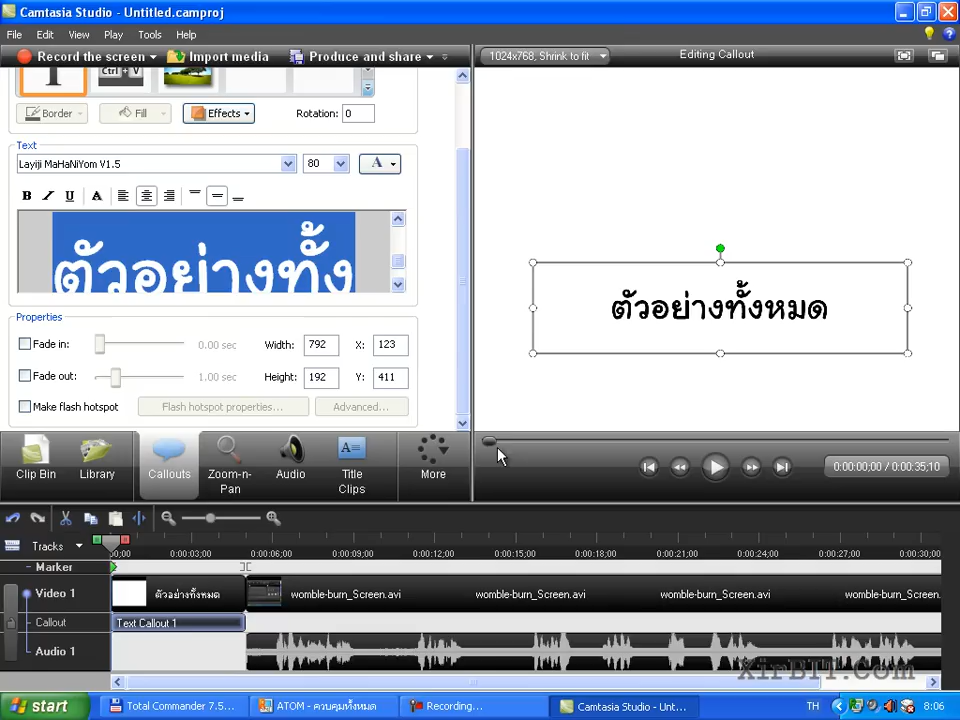 Camtasia Studio - Untitled.camproj
File Edit View Play Tools Help
Record the screen Import media Produce and share
1024x768, Shrink to fit Editing Callout
Ctrl + V
Border Fill Effects Rotation: 0
Text
Layiji MaHaNiYom V1.5 80 A
B I U A
ตัวอย่างทั้ง
ตัวอย่างทั้งหมด
Properties
Fade in: 0.00 sec Width: 792 X: 123
Fade out: 1.00 sec Height: 192 Y: 411
Make flash hotspot Flash hotspot properties... Advanced...
Clip Bin Library Callouts Zoom-n-Pan Audio Title Clips More
0:00:00;00 / 0:00:35;10
Tracks 0:00:03;00 0:00:06;00 0:00:09;00 0:00:12;00 0:00:15;00 0:00:18;00 0:00:21;00 0:00:24;00 0:00:27;00 0:00:30;00
Marker
Video 1 ตัวอย่างทั้งหมด womble-burn_Screen.avi womble-burn_Screen.avi womble-burn_Screen.avi womble-burn_Screen.
Callout Text Callout 1
Audio 1
XirBIT.Com
start Total Commander 7.5... ATOM - ควบคุมทั้งหมด Recording... Camtasia Studio - Unt... TH 8:06